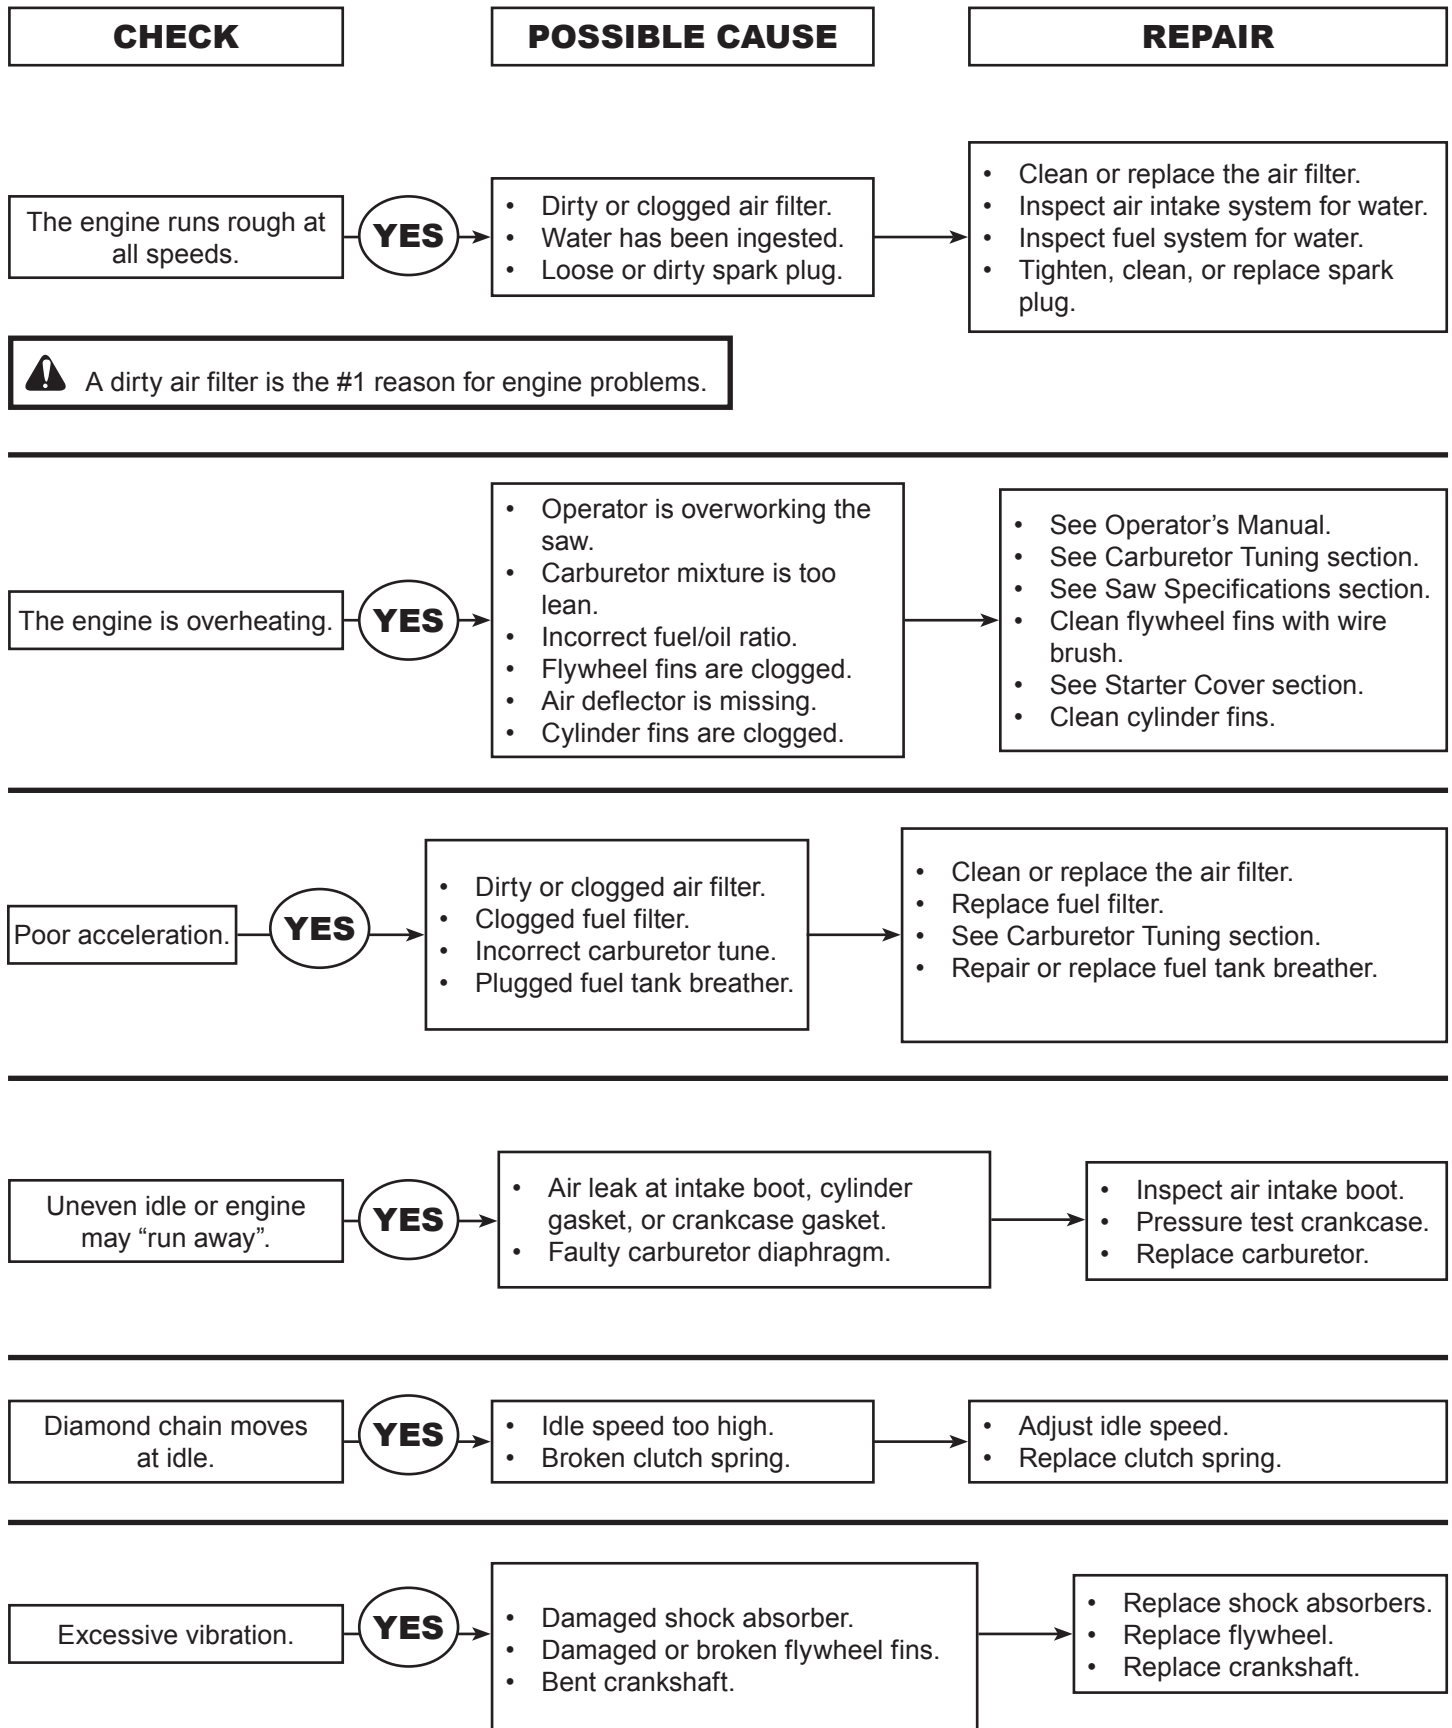 CHECK
POSSIBLE CAUSE
REPAIR
The engine runs rough at
all speeds.
YES
• Dirty or clogged air filter.
• Water has been ingested.
• Loose or dirty spark plug.
• Clean or replace the air filter.
• Inspect air intake system for water.
• Inspect fuel system for water.
• Tighten, clean, or replace spark
plug.
A dirty air filter is the #1 reason for engine problems.
The engine is overheating.
YES
• Operator is overworking the
saw.
• Carburetor mixture is too
lean.
• Incorrect fuel/oil ratio.
• Flywheel fins are clogged.
• Air deflector is missing.
• Cylinder fins are clogged.
• See Operator’s Manual.
• See Carburetor Tuning section.
• See Saw Specifications section.
• Clean flywheel fins with wire
brush.
• See Starter Cover section.
• Clean cylinder fins.
Poor acceleration.
YES
• Dirty or clogged air filter.
• Clogged fuel filter.
• Incorrect carburetor tune.
• Plugged fuel tank breather.
• Clean or replace the air filter.
• Replace fuel filter.
• See Carburetor Tuning section.
• Repair or replace fuel tank breather.
Uneven idle or engine
may “run away”.
YES
• Air leak at intake boot, cylinder
gasket, or crankcase gasket.
• Faulty carburetor diaphragm.
• Inspect air intake boot.
• Pressure test crankcase.
• Replace carburetor.
Diamond chain moves
at idle.
YES
• Idle speed too high.
• Broken clutch spring.
• Adjust idle speed.
• Replace clutch spring.
Excessive vibration.
YES
• Damaged shock absorber.
• Damaged or broken flywheel fins.
• Bent crankshaft.
• Replace shock absorbers.
• Replace flywheel.
• Replace crankshaft.